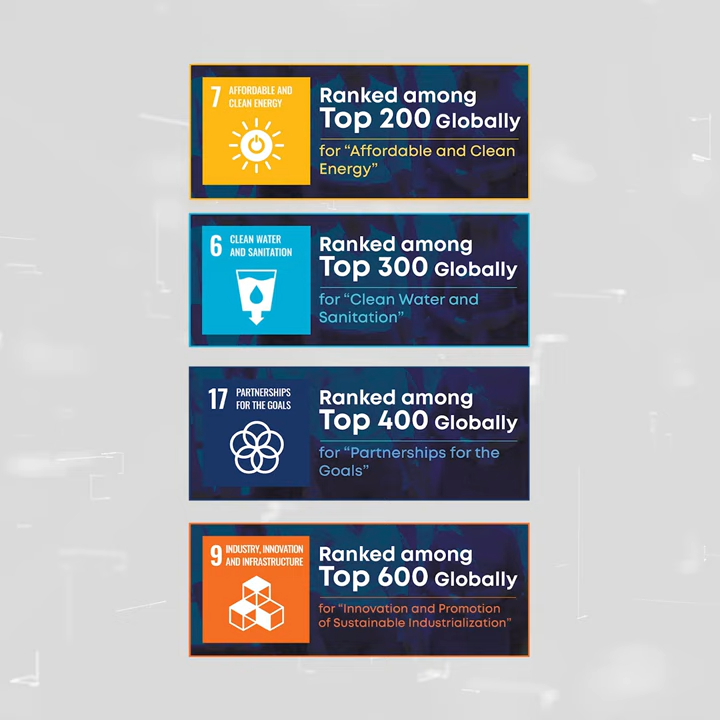 7 AFFORDABLE AND
CLEAN ENERGY
Ranked among
Top 200 Globally
for “Affordable and Clean
Energy”
6 CLEAN WATER
AND SANITATION
Ranked among
Top 300 Globally
for “Clean Water and
Sanitation”
17 PARTNERSHIPS
FOR THE GOALS
Ranked among
Top 400 Globally
for “Partnerships for the
Goals”
9 INDUSTRY, INNOVATION
AND INFRASTRUCTURE
Ranked among
Top 600 Globally
for “Innovation and Promotion
of Sustainable Industrialization”